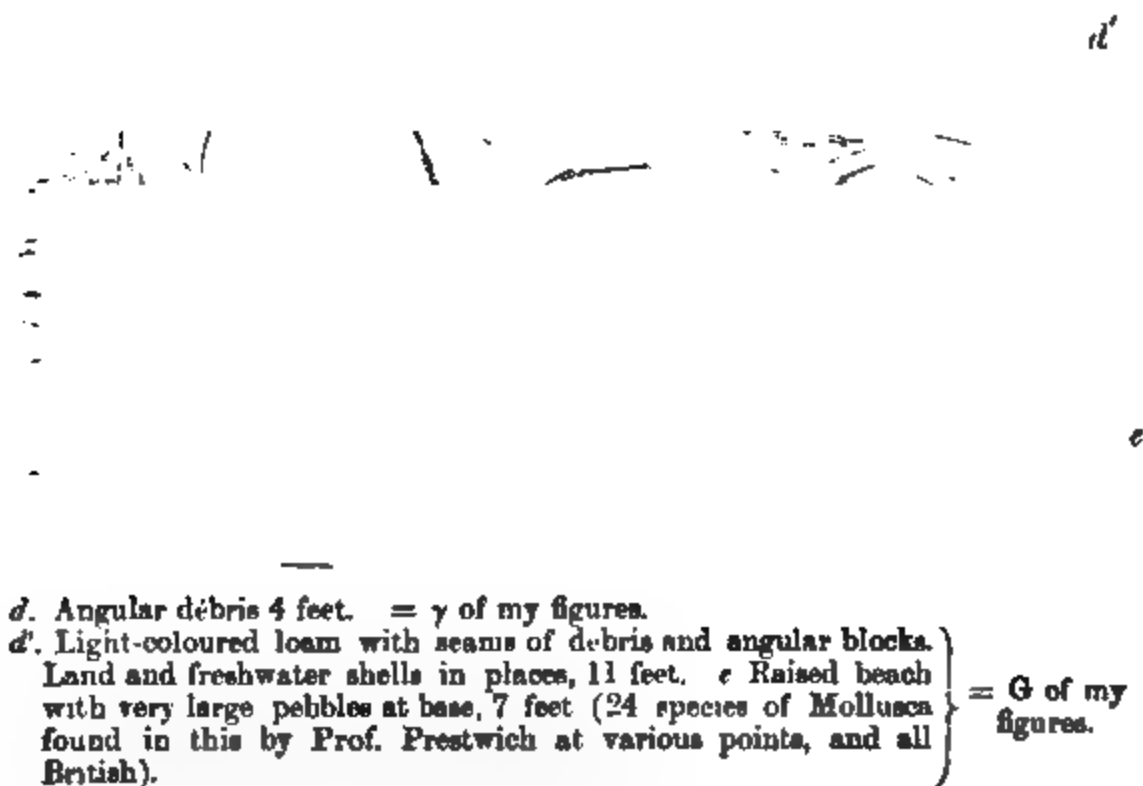 d'
e
d. Angular débris 4 feet. = γ of my figures.
d'. Light-coloured loam with seams of debris and angular blocks.
Land and freshwater shells in places, 11 feet. e Raised beach
with very large pebbles at base, 7 feet (24 species of Mollusca
found in this by Prof. Prestwich at various points, and all
British).
= G of my
figures.